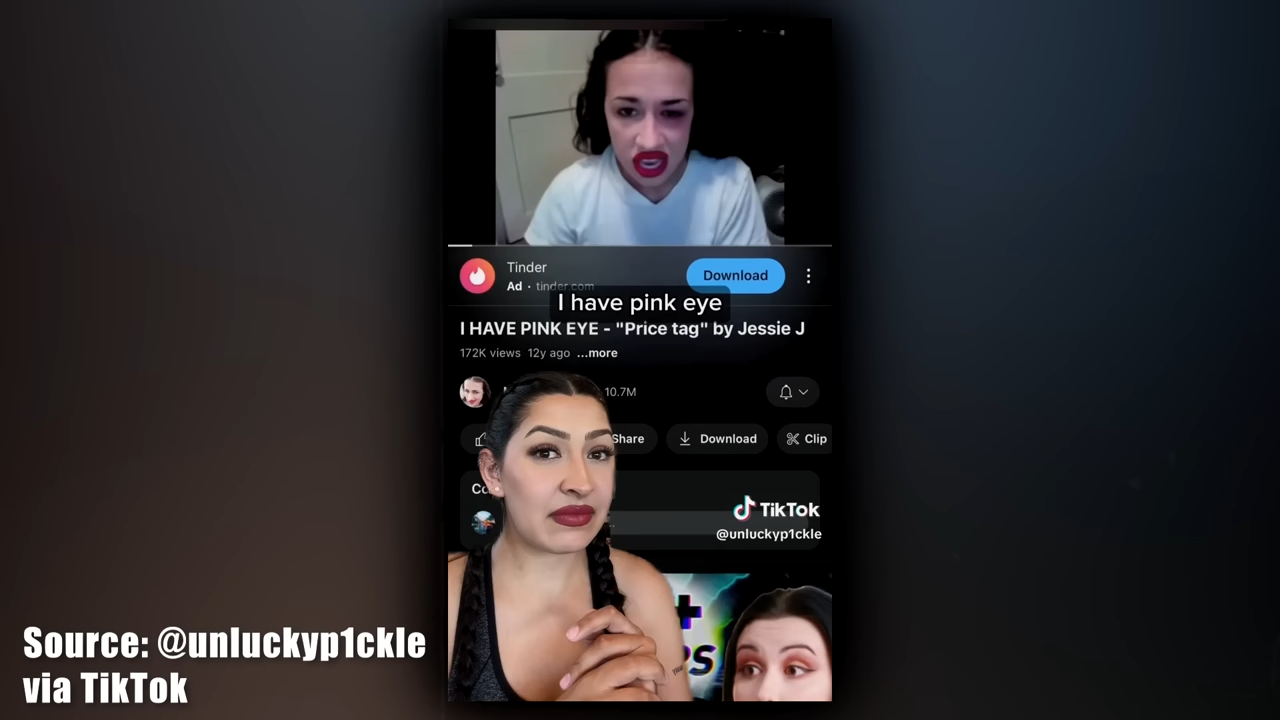 Tinder
Download
Ad · tinder.com
I have pink eye
I HAVE PINK EYE - "Price tag" by Jessie J
172K views 12y ago ...more
10.7M
Share
Download
Clip
Co
TikTok
@unluckyp1ckle
Source: @unluckyp1ckle
via TikTok